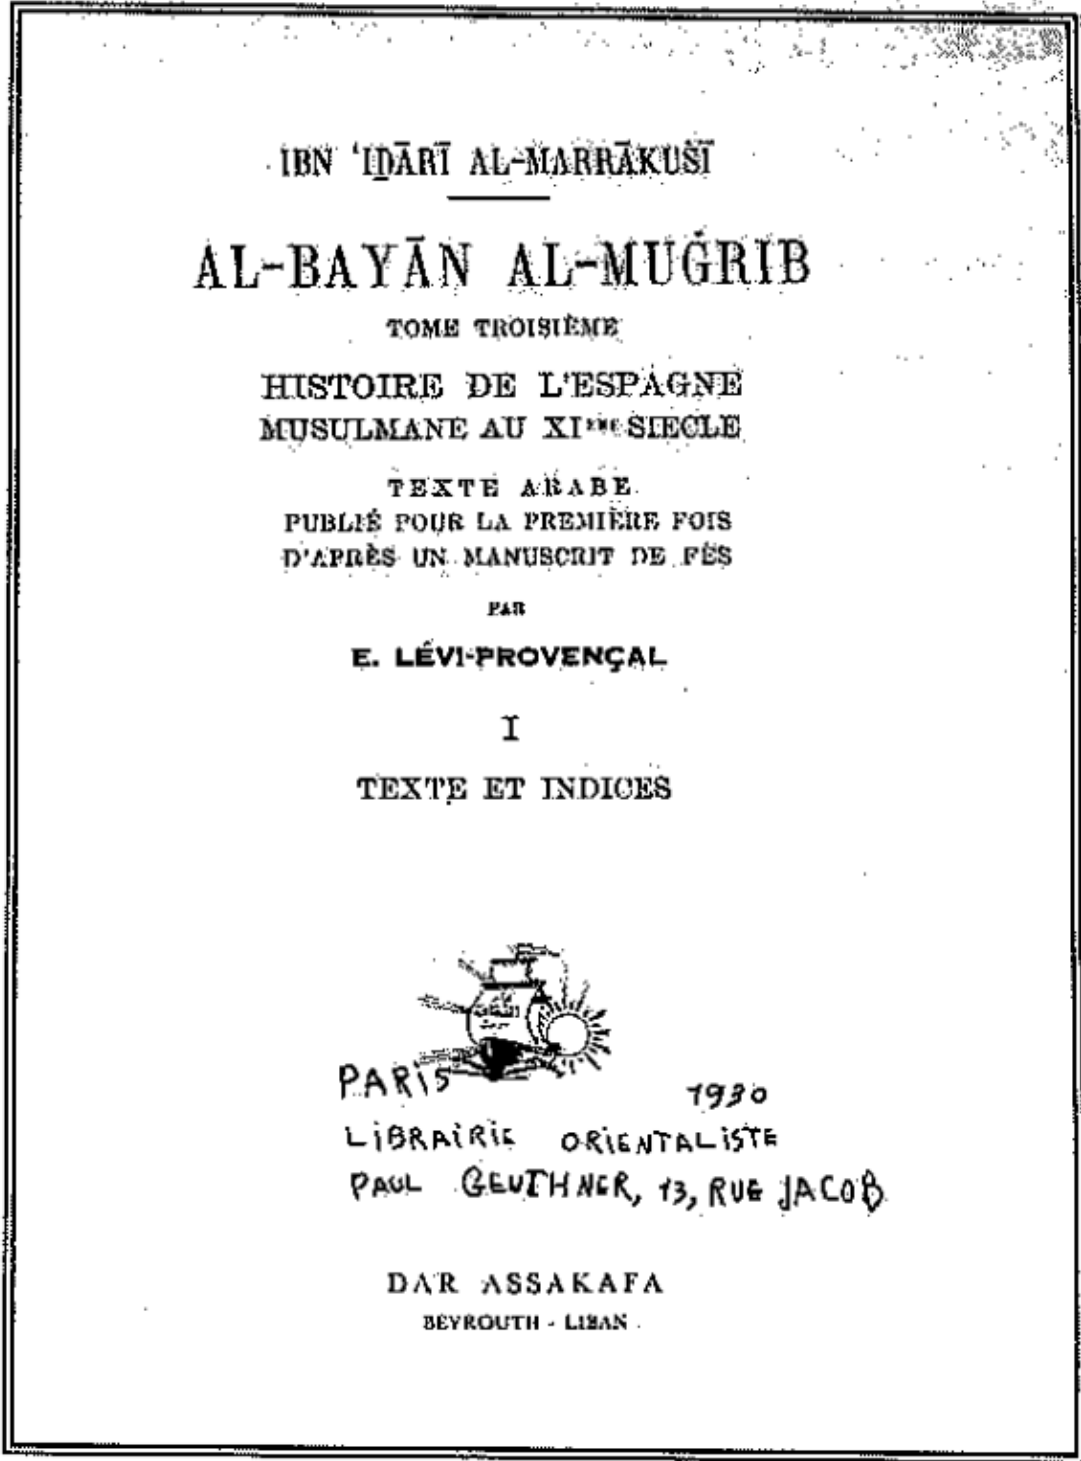 IBN 'IḎĀRĪ AL-MARRĀKUŠĪ
AL-BAYĀN AL-MUĠRIB
TOME TROISIÈME
HISTOIRE DE L'ESPAGNE
MUSULMANE AU XIÈME SIECLE
TEXTE ARABE
PUBLIÉ POUR LA PREMIÈRE FOIS
D'APRÈS UN MANUSCRIT DE FÈS
PAR
E. LÉVI-PROVENÇAL
I
TEXTE ET INDICES
PARIS 1930
LIBRAIRIE ORIENTALISTE
PAUL GEUTHNER, 13, RUE JACOB
DAR ASSAKAFA
BEYROUTH - LIBAN